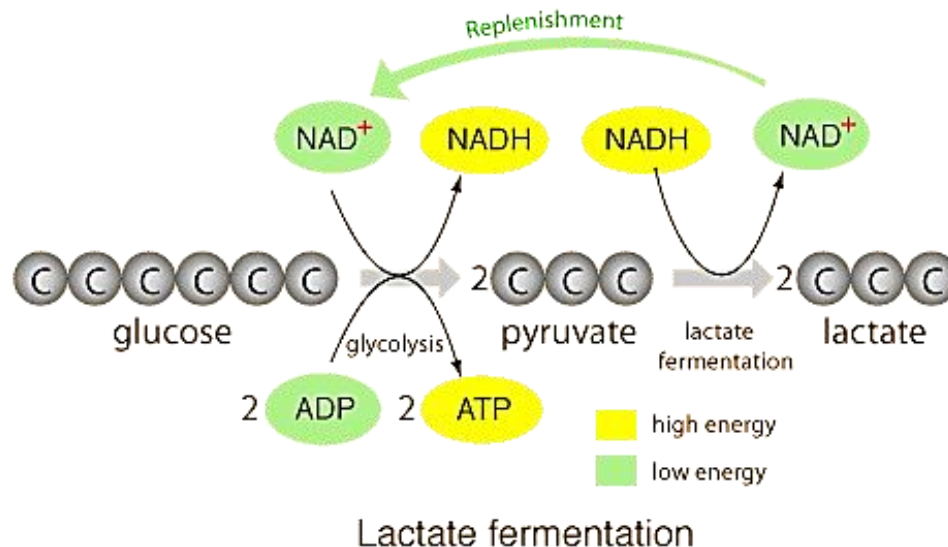 Replenishment
NAD+ NADH NADH NAD+
C C C C C C 2 C C C 2 C C C
glucose glycolysis pyruvate lactate fermentation lactate
2 ADP 2 ATP
high energy
low energy
Lactate fermentation